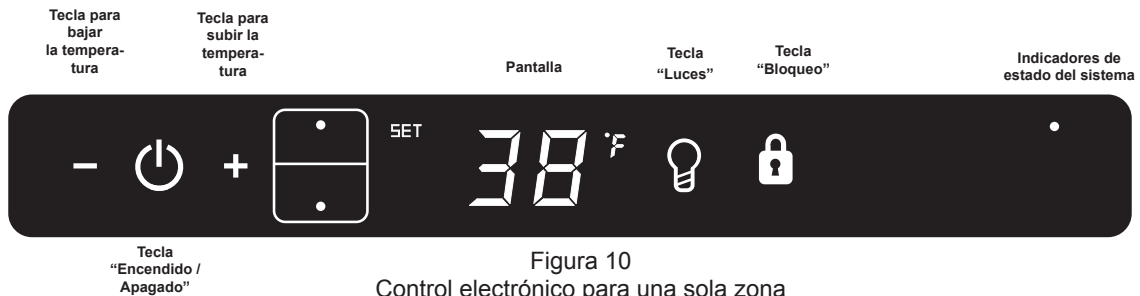 Tecla para
bajar
la tempera-
tura
Tecla para
subir la
tempera-
tura
Pantalla
Tecla
“Luces”
Tecla
“Bloqueo”
Indicadores de
estado del sistema
SET
38 °F
Tecla
“Encendido /
Apagado”
Figura 10
Control electrónico para una sola zona